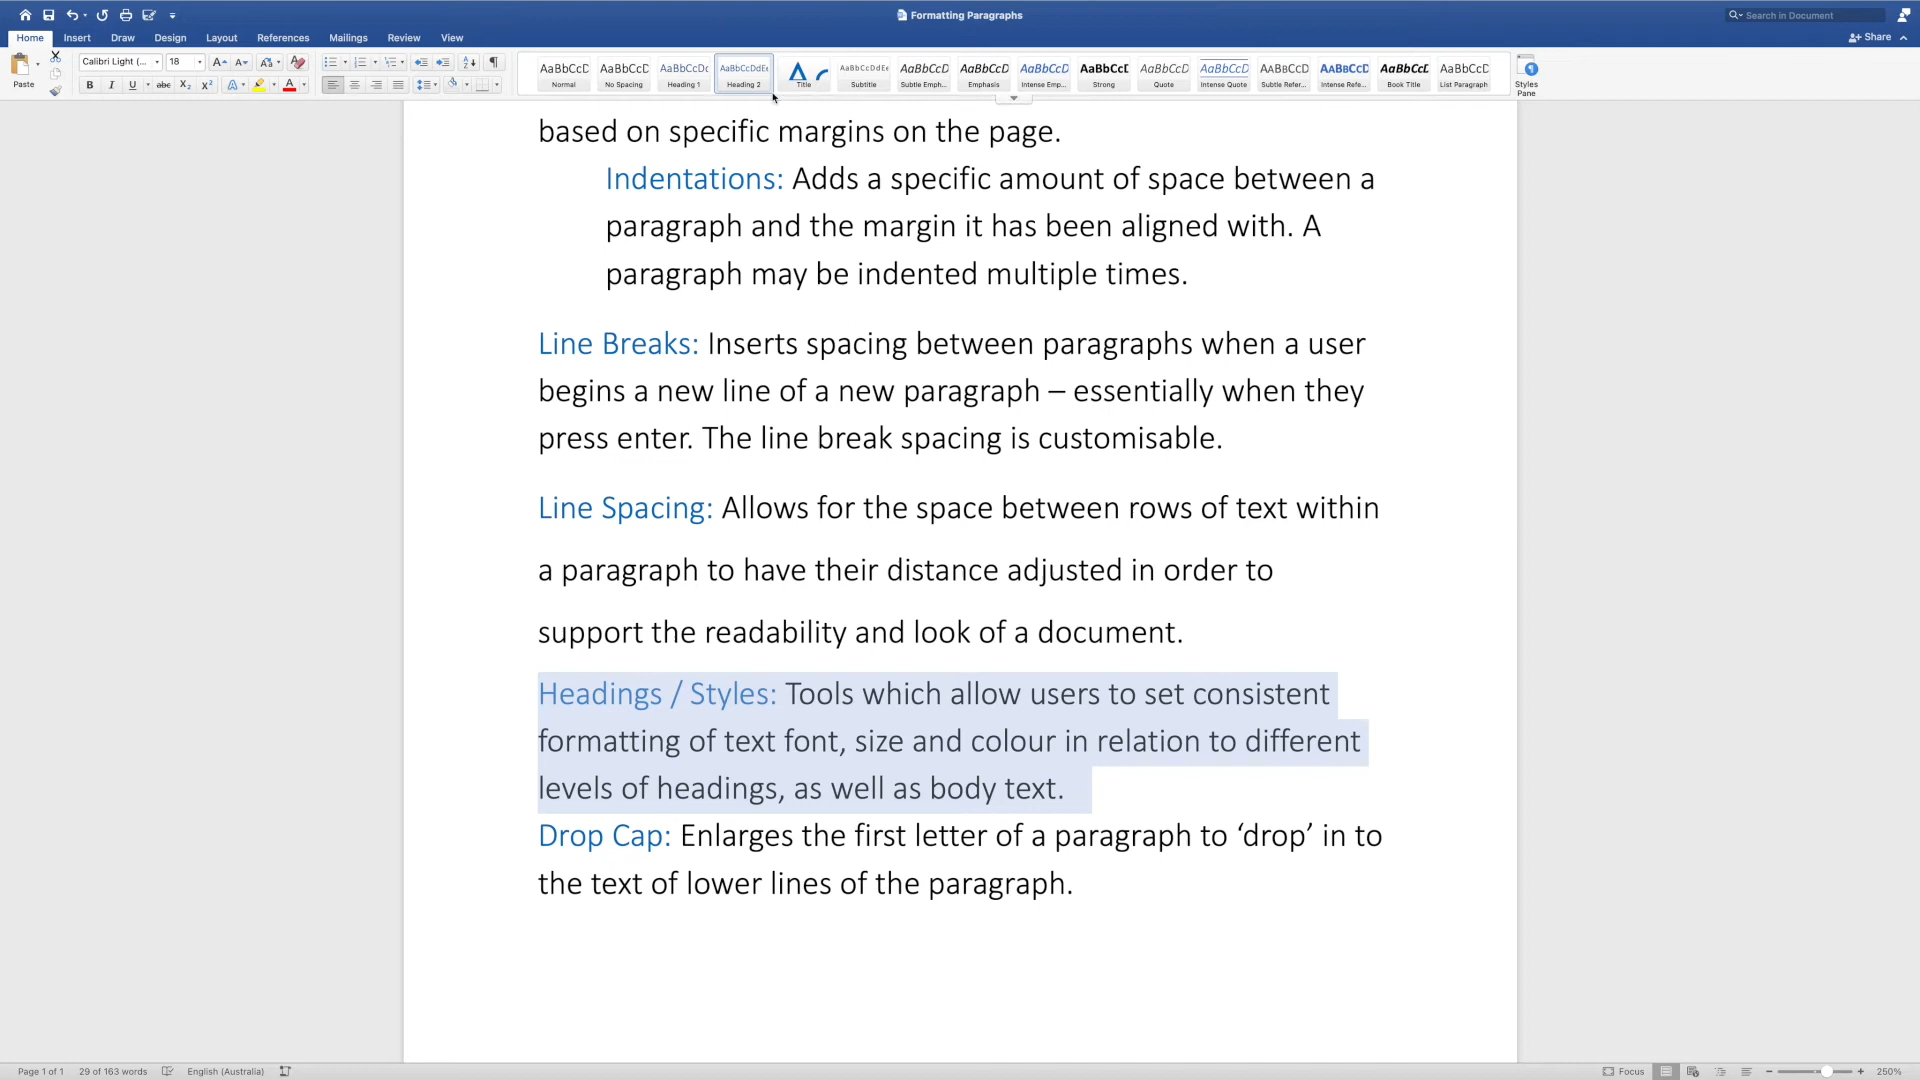 Formatting Paragraphs
Search in Document
Home Insert Draw Design Layout References Mailings Review View
Share
Paste
Calibri Light (... 18
B I U abc X₂ X² A A
AaBbCcD AaBbCcD AaBbCcDc AaBbCcDdEe AaBbCcDdEe AaBbCcD AaBbCcD AaBbCcD AaBbCcD AaBbCcD AaBbCcD AaBbCcD AaBbCcD AaBbCcD AaBbCcD
Normal No Spacing Heading 1 Heading 2 Title Subtitle Subtle Emph... Emphasis Intense Emp... Strong Quote Intense Quote Subtle Refer... Intense Refe... Book Title List Paragraph
Styles
Pane
based on specific margins on the page.
Indentations: Adds a specific amount of space between a
paragraph and the margin it has been aligned with. A
paragraph may be indented multiple times.
Line Breaks: Inserts spacing between paragraphs when a user
begins a new line of a new paragraph – essentially when they
press enter. The line break spacing is customisable.
Line Spacing: Allows for the space between rows of text within
a paragraph to have their distance adjusted in order to
support the readability and look of a document.
Headings / Styles: Tools which allow users to set consistent
formatting of text font, size and colour in relation to different
levels of headings, as well as body text.
Drop Cap: Enlarges the first letter of a paragraph to ‘drop’ in to
the text of lower lines of the paragraph.
Page 1 of 1 29 of 163 words English (Australia) Focus 250%